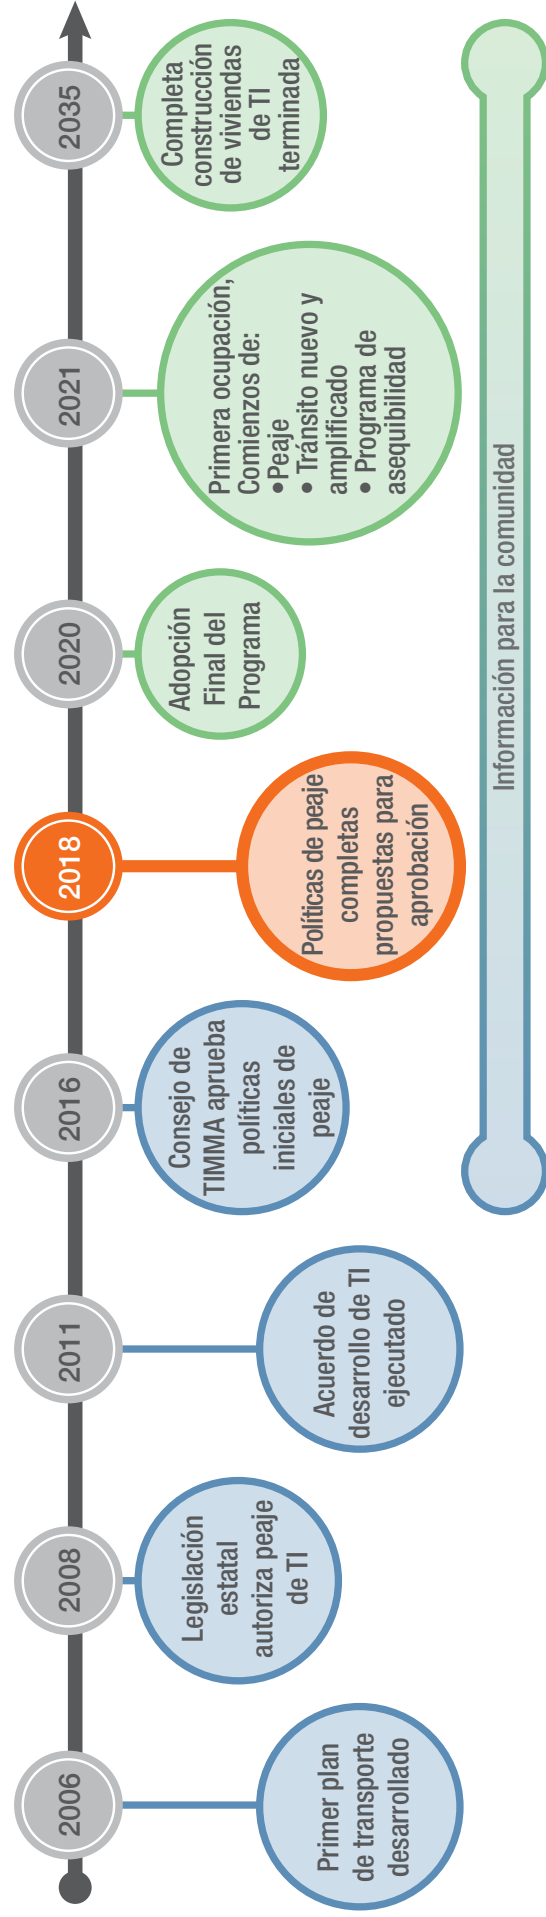 2006
Primer plan
de transporte
desarrollado
2008
Legislación
estatal
autoriza peaje
de TI
2011
Acuerdo de
desarrollo de TI
ejecutado
2016
Consejo de
TIMMA aprueba
políticas
iniciales de
peaje
2018
Políticas de peaje
completas
propuestas para
aprobación
2020
Adopción
Final del
Programa
2021
Primera ocupación,
Comienzos de:
•Peaje
• Tránsito nuevo y
amplificado
• Programa de
asequibilidad
2035
Completa
construcción
de viviendas
de TI
terminada
Información para la comunidad